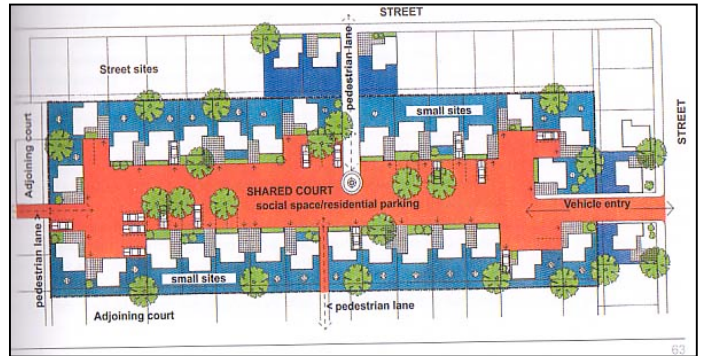 STREET
pedestrian lane
Street sites
small sites
STREET
Adjoining court
SHARED COURT
social space/residential parking
Vehicle entry
pedestrian lane >
small sites
< pedestrian lane
Adjoining court
63